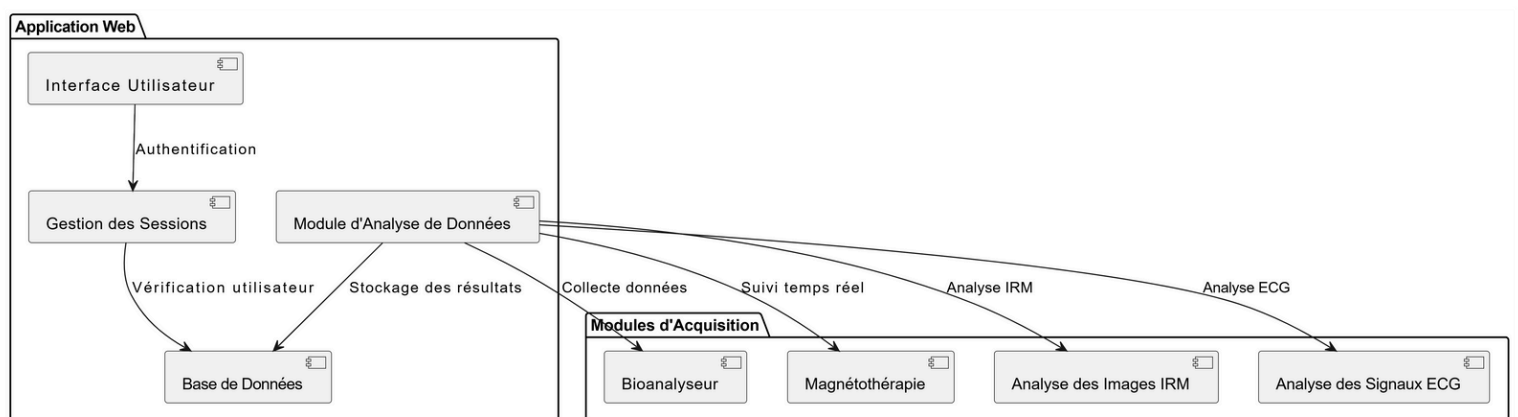 Application Web
Interface Utilisateur
Authentification
Gestion des Sessions
Module d'Analyse de Données
Vérification utilisateur
Stockage des résultats
Collecte données
Suivi temps réel
Analyse IRM
Analyse ECG
Modules d'Acquisition
Base de Données
Bioanalyseur
Magnétothérapie
Analyse des Images IRM
Analyse des Signaux ECG